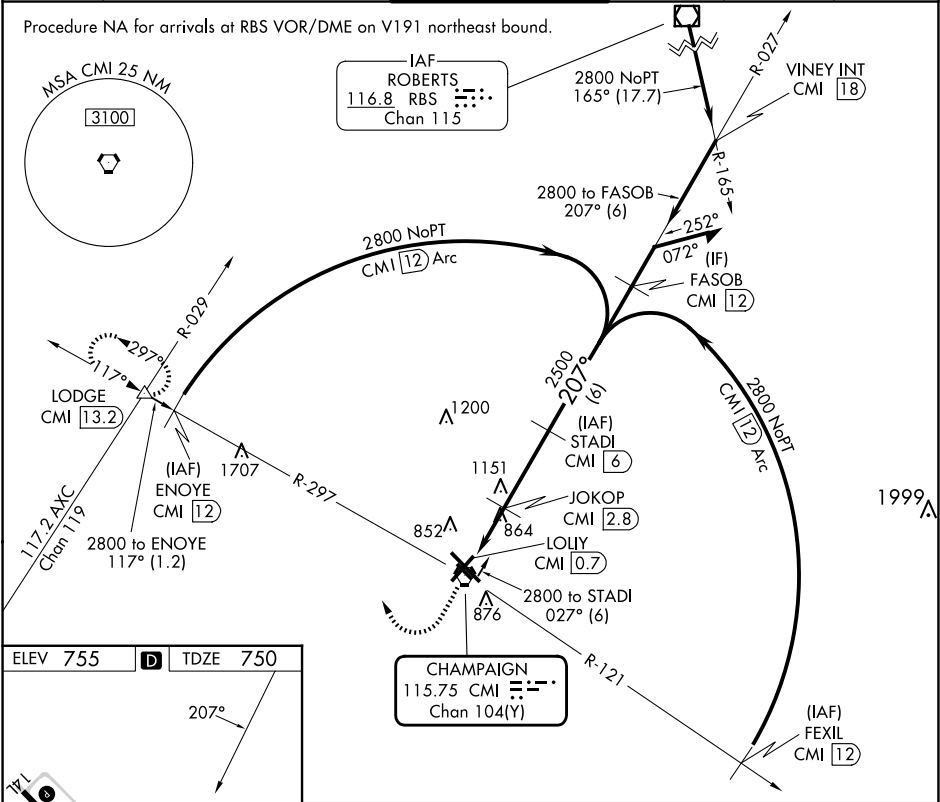 Procedure NA for arrivals at RBS VOR/DME on V191 northeast bound.
MSA CMI 25 NM
3100
IAF
ROBERTS
116.8 RBS
Chan 115
2800 NoPT
165° (17.7)
R-027
VINEY INT
CMI 18
R-165
2800 to FASOB
207° (6)
252°
072°
(IF)
FASOB
CMI 12
2800 NoPT
CMI 12 Arc
R-029
297°
117°
LODGE
CMI 13.2
(IAF)
ENOYE
CMI 12
1707
2800 to ENOYE
117° (1.2)
117.2 AXC
Chan 119
R-297
1200
2500
207°
(6)
(IAF)
STADI
CMI 6
2800 NoPT
CMI 12 Arc
1151
JOKOP
CMI 2.8
852
864
LOLIY
CMI 0.7
1999
2800 to STADI
027° (6)
876
R-121
CHAMPAIGN
115.75 CMI
Chan 104(Y)
(IAF)
FEXIL
CMI 12
ELEV 755 D TDZE 750
207°
14L
P